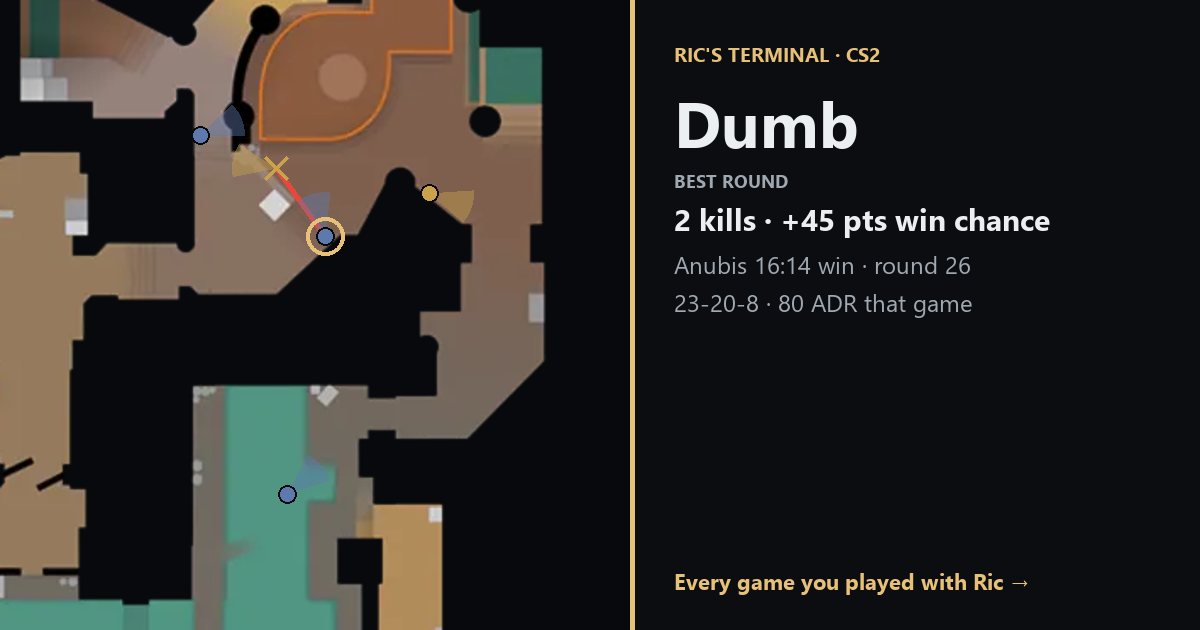 RIC'S TERMINAL · CS2
Dumb
BEST ROUND
2 kills · +45 pts win chance
Anubis 16:14 win · round 26
23-20-8 · 80 ADR that game
Every game you played with Ric →